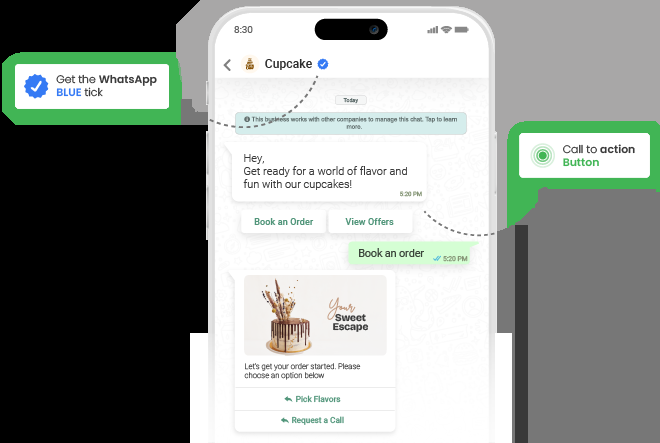 8:30
Cupcake
Get the WhatsApp
BLUE tick
Today
This business works with other companies to manage this chat. Tap to learn
more.
Call to action
Button
Hey,
Get ready for a world of flavor and
fun with our cupcakes!
5:20 PM
Book an Order
View Offers
Book an order
5:20 PM
Your
Sweet
Escape
Let's get your order started. Please
choose an option below
Pick Flavors
Request a Call